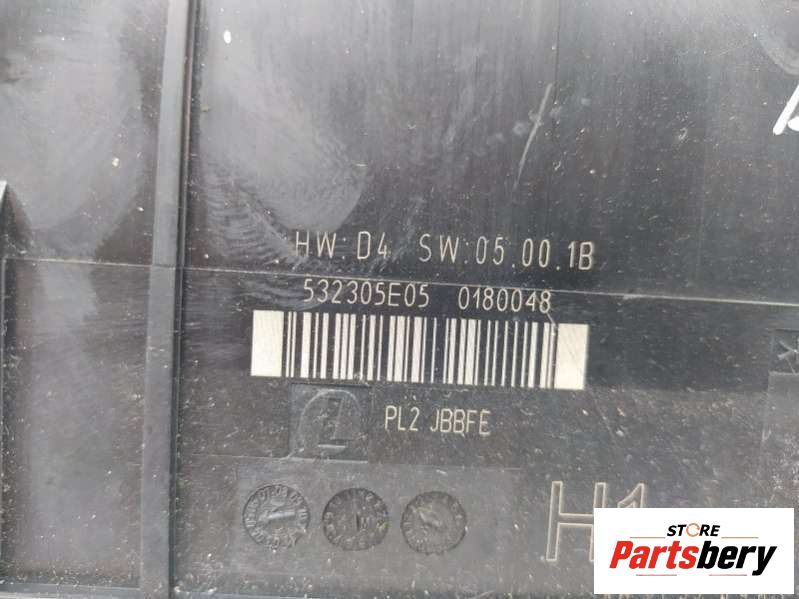 HW:D4 SW:05.00.1B
532305E05 0180048
PL2 JBBFE
H1
STORE
Partsbery